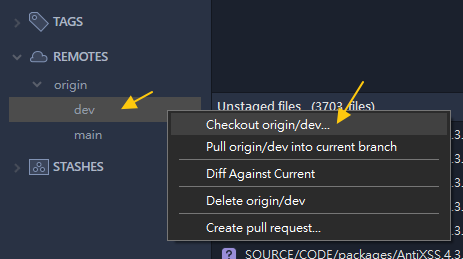 TAGS
REMOTES
origin
dev
main
STASHES
Unstaged files (3703 files)
Checkout origin/dev...
Pull origin/dev into current branch
Diff Against Current
Delete origin/dev
Create pull request...
SOURCE/CODE/packages/AntiXSS.4.3